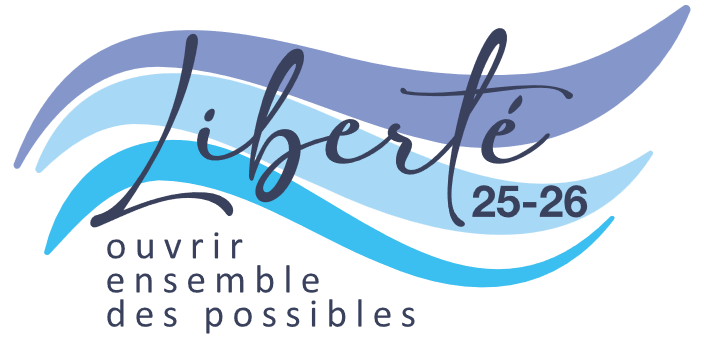 Liberté
25-26
ouvrir
ensemble
des possibles